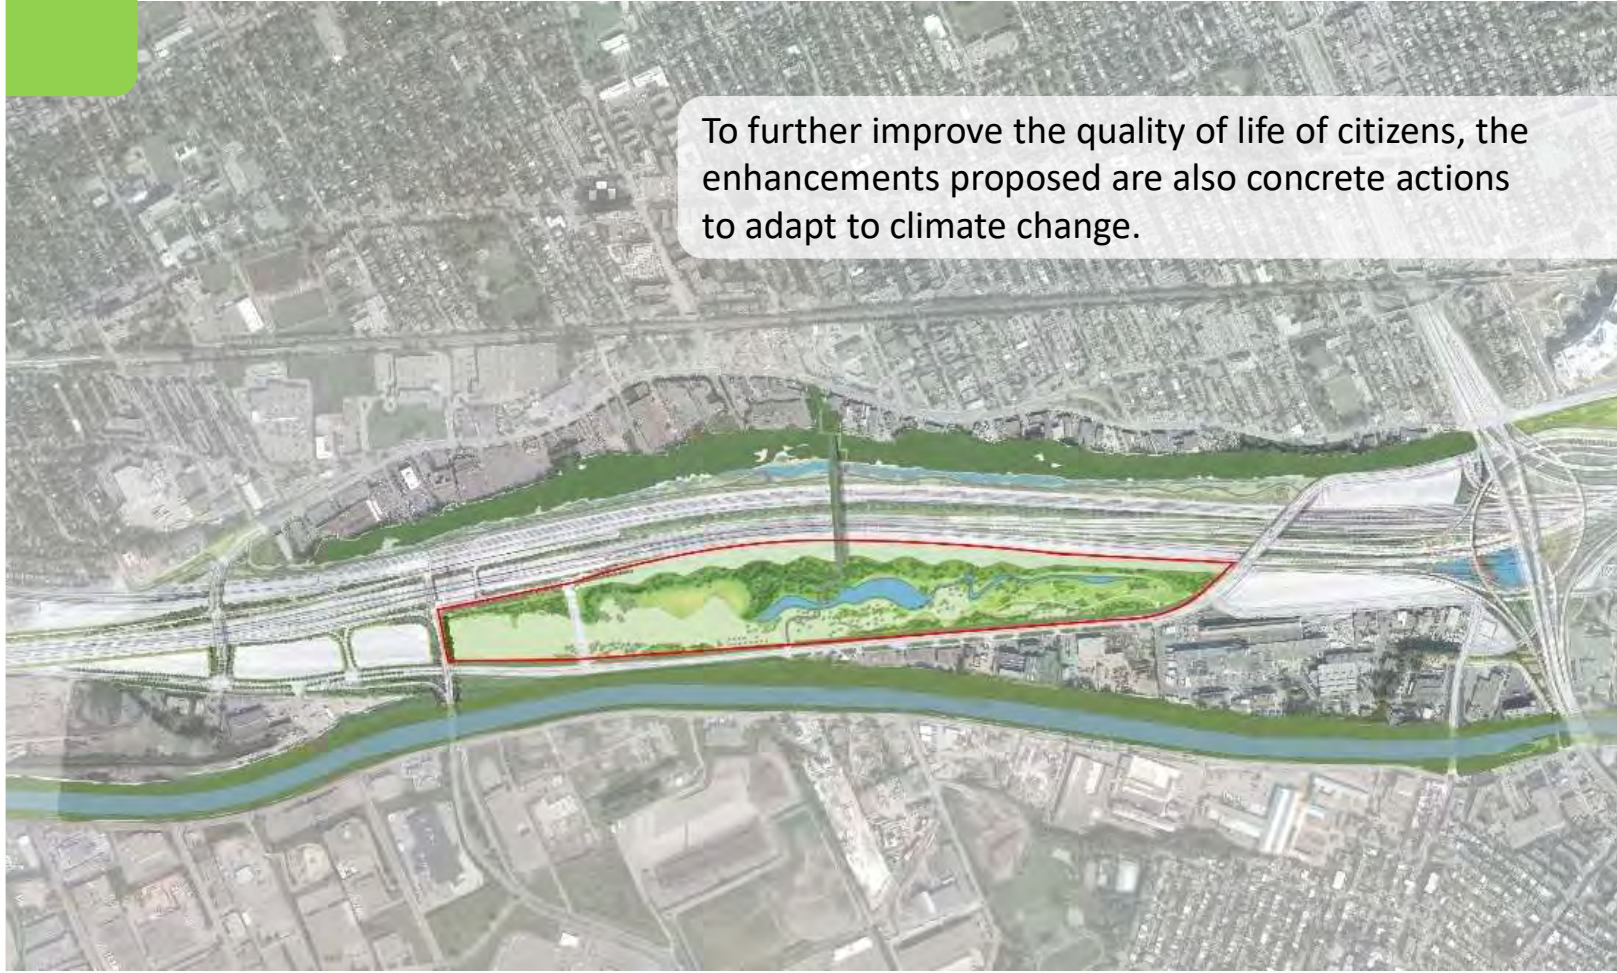 To further improve the quality of life of citizens, the
enhancements proposed are also concrete actions
to adapt to climate change.